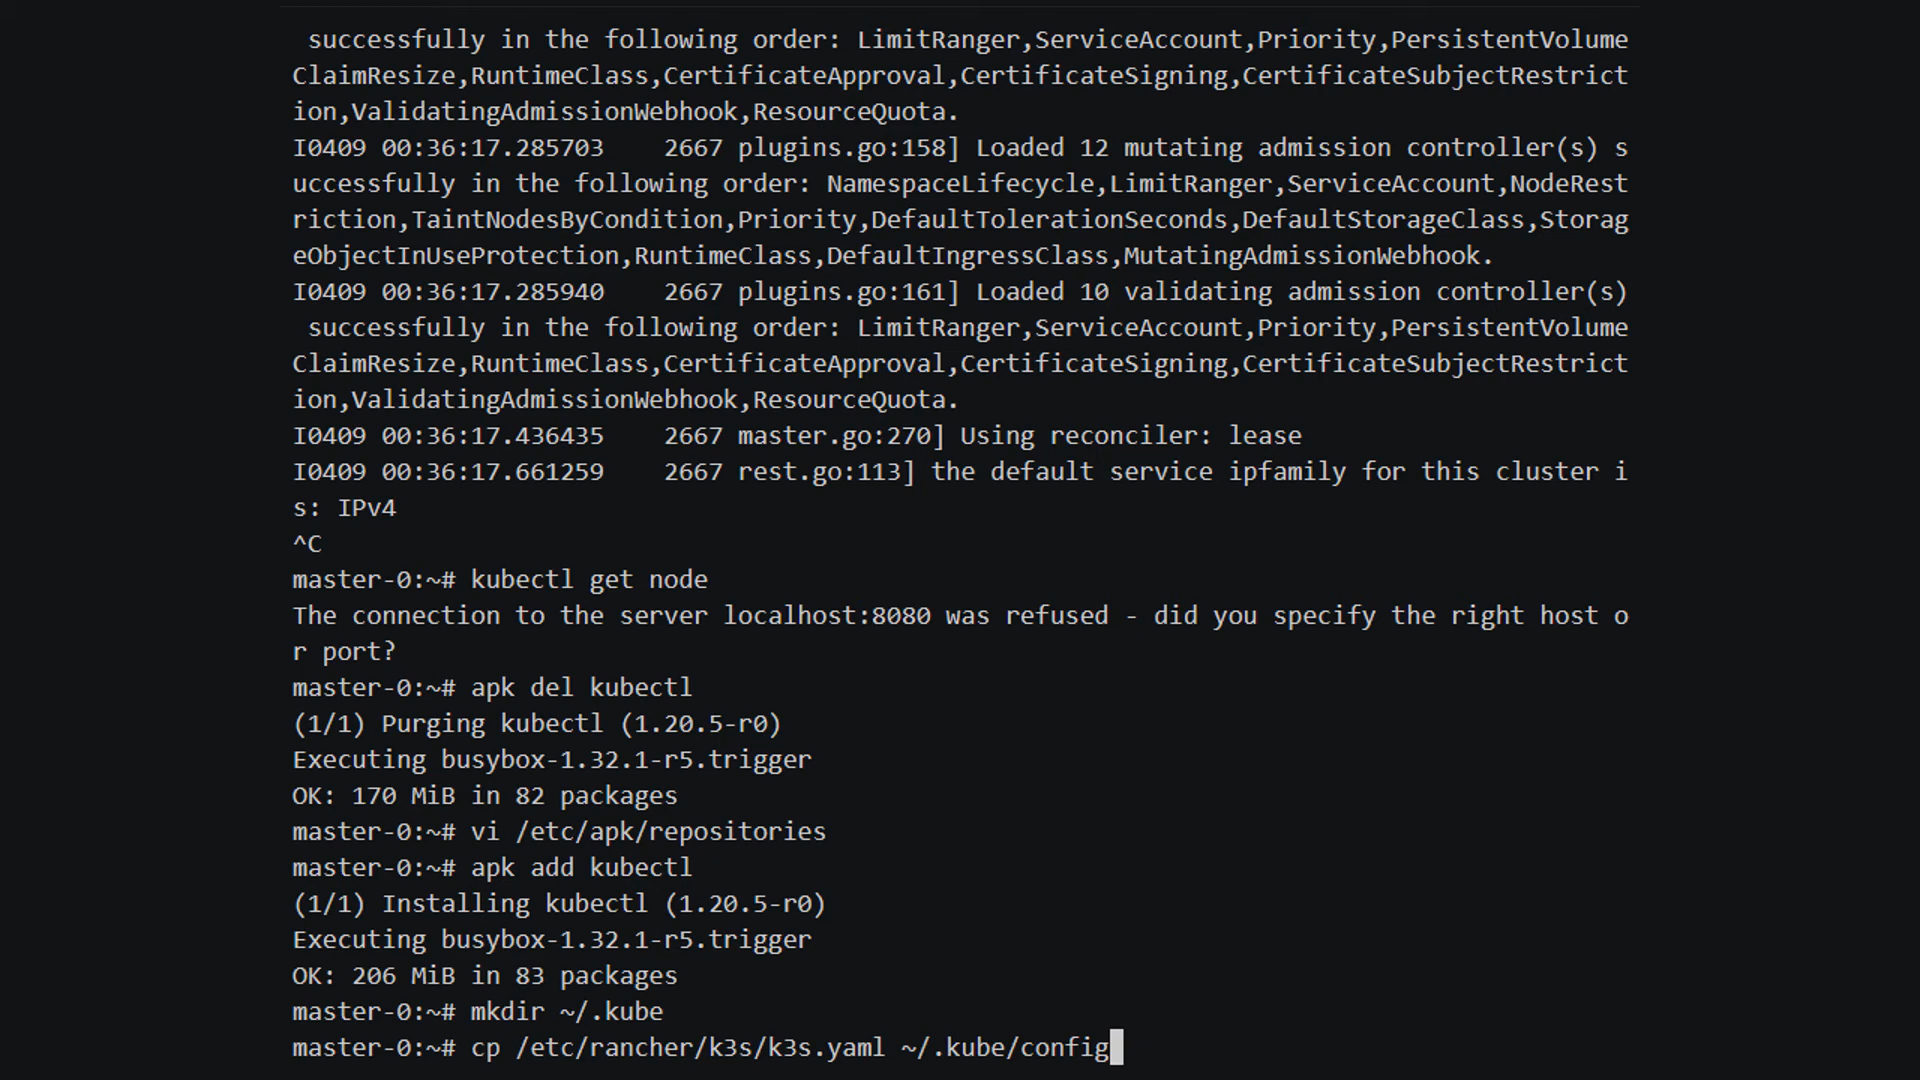 successfully in the following order: LimitRanger,ServiceAccount,Priority,PersistentVolume
ClaimResize,RuntimeClass,CertificateApproval,CertificateSigning,CertificateSubjectRestrict
ion,ValidatingAdmissionWebhook,ResourceQuota.
I0409 00:36:17.285703    2667 plugins.go:158] Loaded 12 mutating admission controller(s) s
uccessfully in the following order: NamespaceLifecycle,LimitRanger,ServiceAccount,NodeRest
riction,TaintNodesByCondition,Priority,DefaultTolerationSeconds,DefaultStorageClass,Storag
eObjectInUseProtection,RuntimeClass,DefaultIngressClass,MutatingAdmissionWebhook.
I0409 00:36:17.285940    2667 plugins.go:161] Loaded 10 validating admission controller(s)
 successfully in the following order: LimitRanger,ServiceAccount,Priority,PersistentVolume
ClaimResize,RuntimeClass,CertificateApproval,CertificateSigning,CertificateSubjectRestrict
ion,ValidatingAdmissionWebhook,ResourceQuota.
I0409 00:36:17.436435    2667 master.go:270] Using reconciler: lease
I0409 00:36:17.661259    2667 rest.go:113] the default service ipfamily for this cluster i
s: IPv4
^C
master-0:~# kubectl get node
The connection to the server localhost:8080 was refused - did you specify the right host o
r port?
master-0:~# apk del kubectl
(1/1) Purging kubectl (1.20.5-r0)
Executing busybox-1.32.1-r5.trigger
OK: 170 MiB in 82 packages
master-0:~# vi /etc/apk/repositories
master-0:~# apk add kubectl
(1/1) Installing kubectl (1.20.5-r0)
Executing busybox-1.32.1-r5.trigger
OK: 206 MiB in 83 packages
master-0:~# mkdir ~/.kube
master-0:~# cp /etc/rancher/k3s/k3s.yaml ~/.kube/config